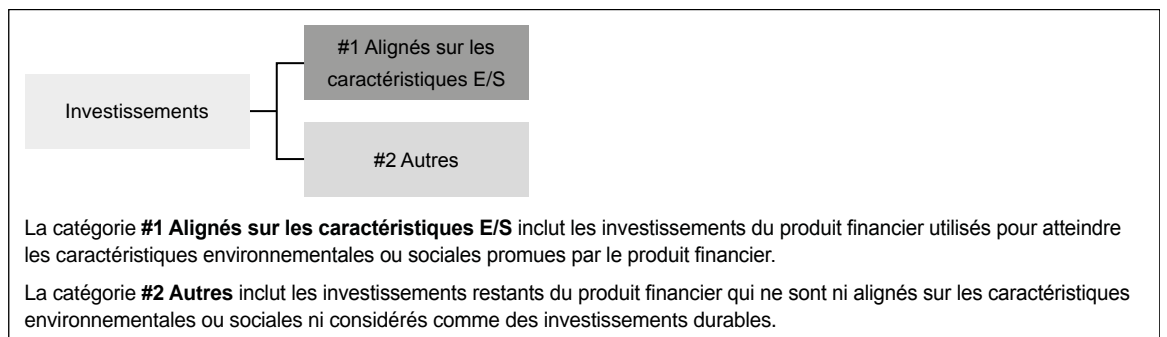 #1 Alignés sur les
caractéristiques E/S
Investissements
#2 Autres
La catégorie #1 Alignés sur les caractéristiques E/S inclut les investissements du produit financier utilisés pour atteindre
les caractéristiques environnementales ou sociales promues par le produit financier.
La catégorie #2 Autres inclut les investissements restants du produit financier qui ne sont ni alignés sur les caractéristiques
environnementales ou sociales ni considérés comme des investissements durables.